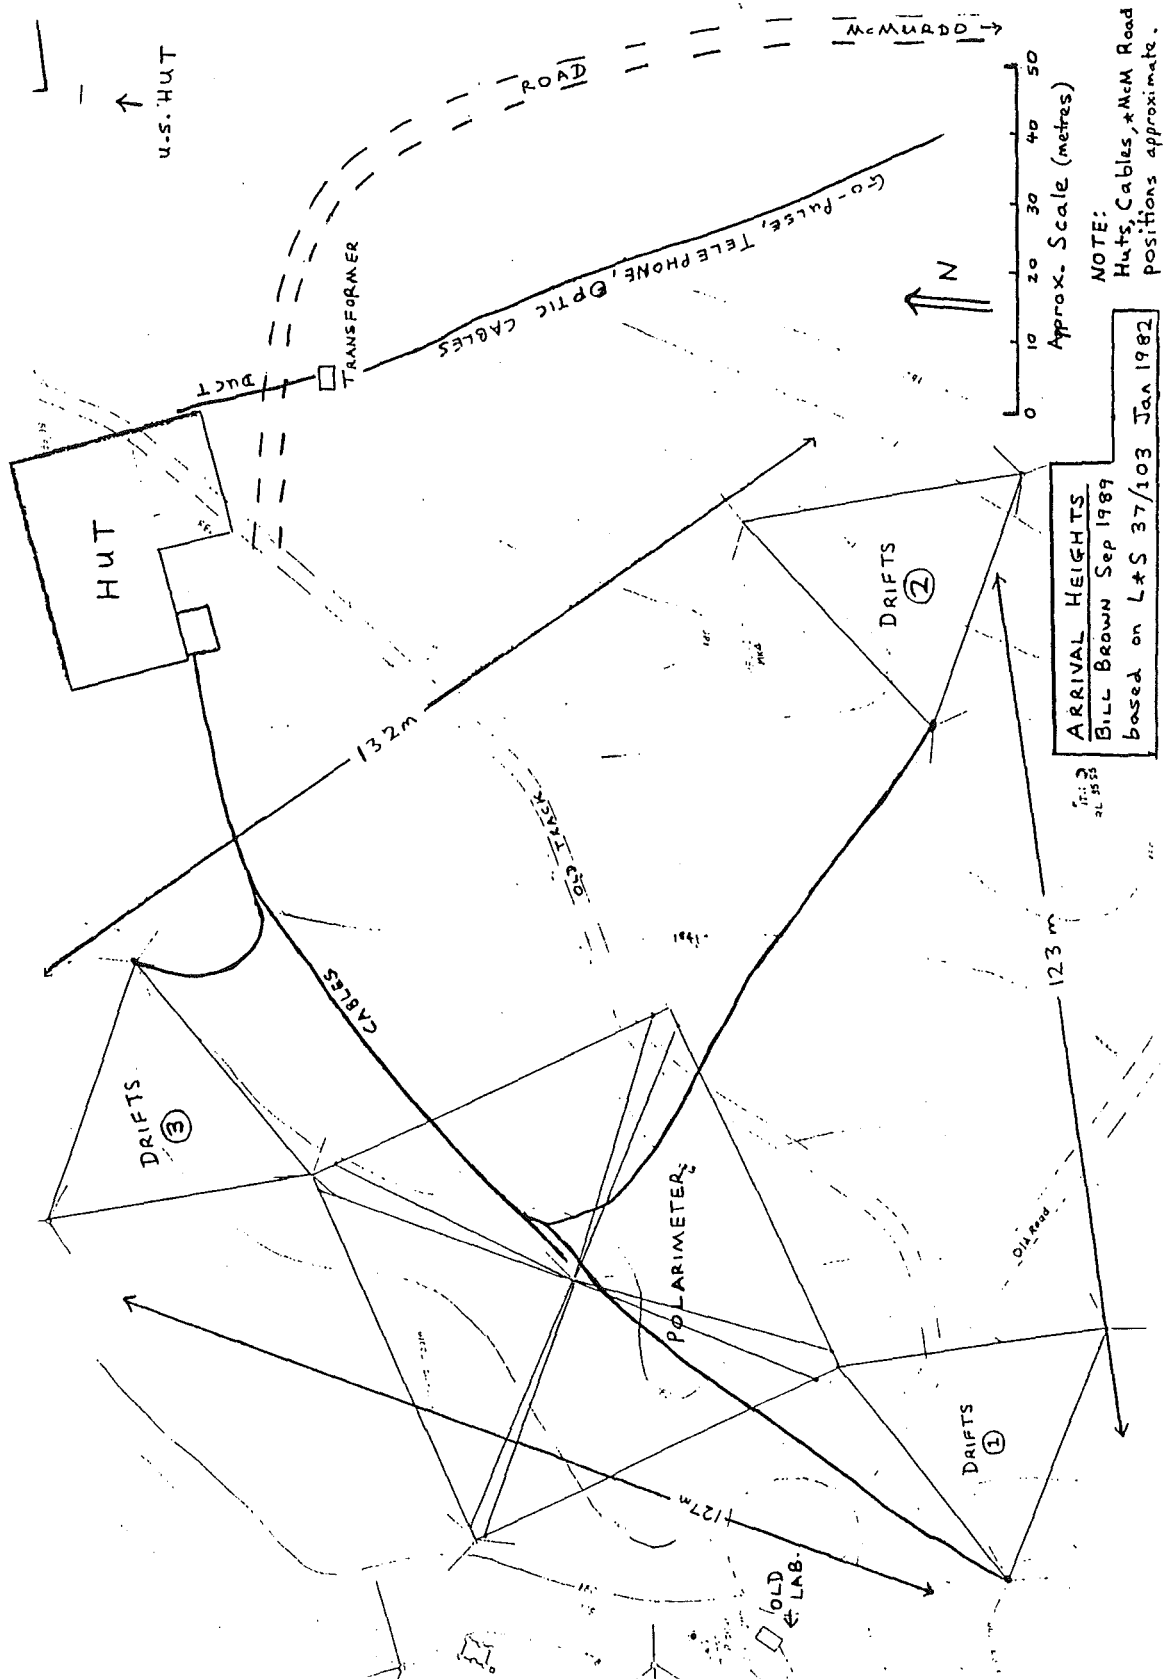 U.S. HUT
McMURDO
ROAD
HUT
DUCT
TRANSFORMER
GO-PULSE, TELEPHONE, OPTIC CABLES
N
0 10 20 30 40 50
Approx. Scale (metres)
NOTE:
Huts, Cables, + McM Road
positions approximate.
132m
OLD TRACK
CABLES
DRIFTS
3
DRIFTS
2
POLARIMETER
127m
DRIFTS
1
OLD
LAB.
Old Road
123 m
ARRIVAL HEIGHTS
BILL BROWN Sep 1989
based on L+S 37/103 Jan 1982